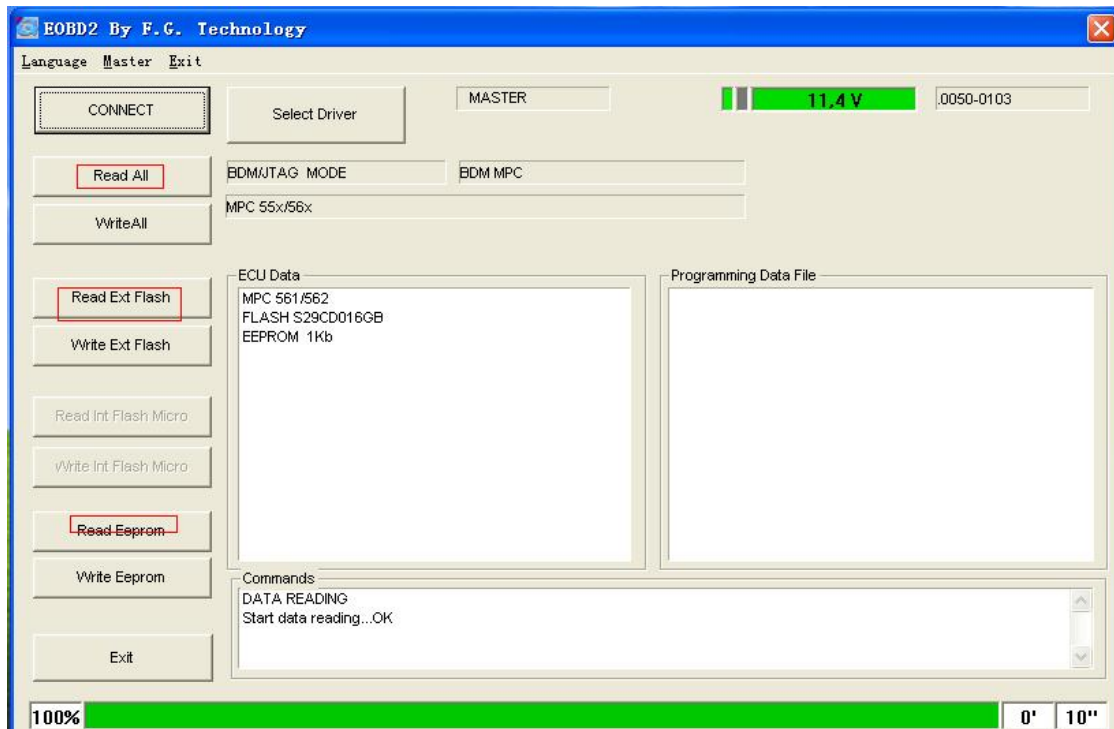 EOBD2 By F.G. Technology
Language Master Exit
CONNECT
Select Driver
MASTER
11,4 V
.0050-0103
Read All
BDM/JTAG MODE
BDM MPC
WriteAll
MPC 55x/56x
Read Ext Flash
Write Ext Flash
Read Int Flash Micro
Write Int Flash Micro
Read Eeprom
Write Eeprom
Exit
ECU Data
MPC 561/562
FLASH S29CD016GB
EEPROM 1Kb
Programming Data File
Commands
DATA READING
Start data reading...OK
100%
0' 10"